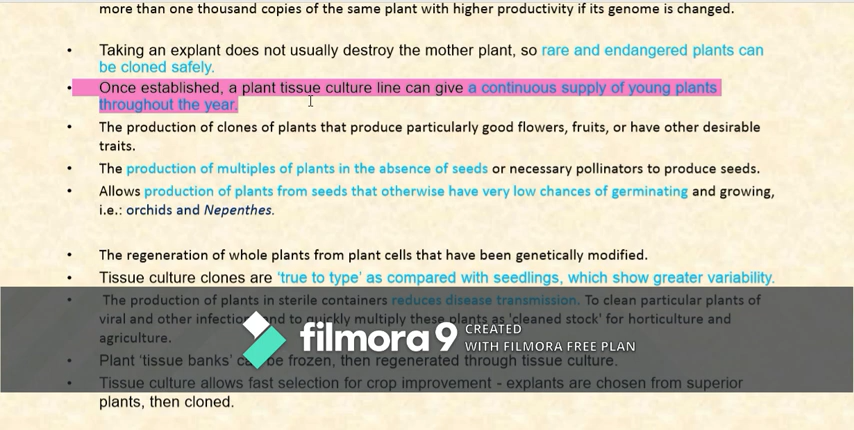 more than one thousand copies of the same plant with higher productivity if its genome is changed.
• Taking an explant does not usually destroy the mother plant, so rare and endangered plants can
be cloned safely.
• Once established, a plant tissue culture line can give a continuous supply of young plants
throughout the year.
• The production of clones of plants that produce particularly good flowers, fruits, or have other desirable
traits.
• The production of multiples of plants in the absence of seeds or necessary pollinators to produce seeds.
• Allows production of plants from seeds that otherwise have very low chances of germinating and growing,
i.e.: orchids and Nepenthes.
• The regeneration of whole plants from plant cells that have been genetically modified.
• Tissue culture clones are ‘true to type’ as compared with seedlings, which show greater variability.
• The production of plants in sterile containers reduces disease transmission. To clean particular plants of
viral and other infections and to quickly multiply these plants as 'cleaned stock' for horticulture and
agriculture.
• Plant ‘tissue banks’ can be frozen, then regenerated through tissue culture.
• Tissue culture allows fast selection for crop improvement - explants are chosen from superior
plants, then cloned.
filmora9 CREATED
WITH FILMORA FREE PLAN